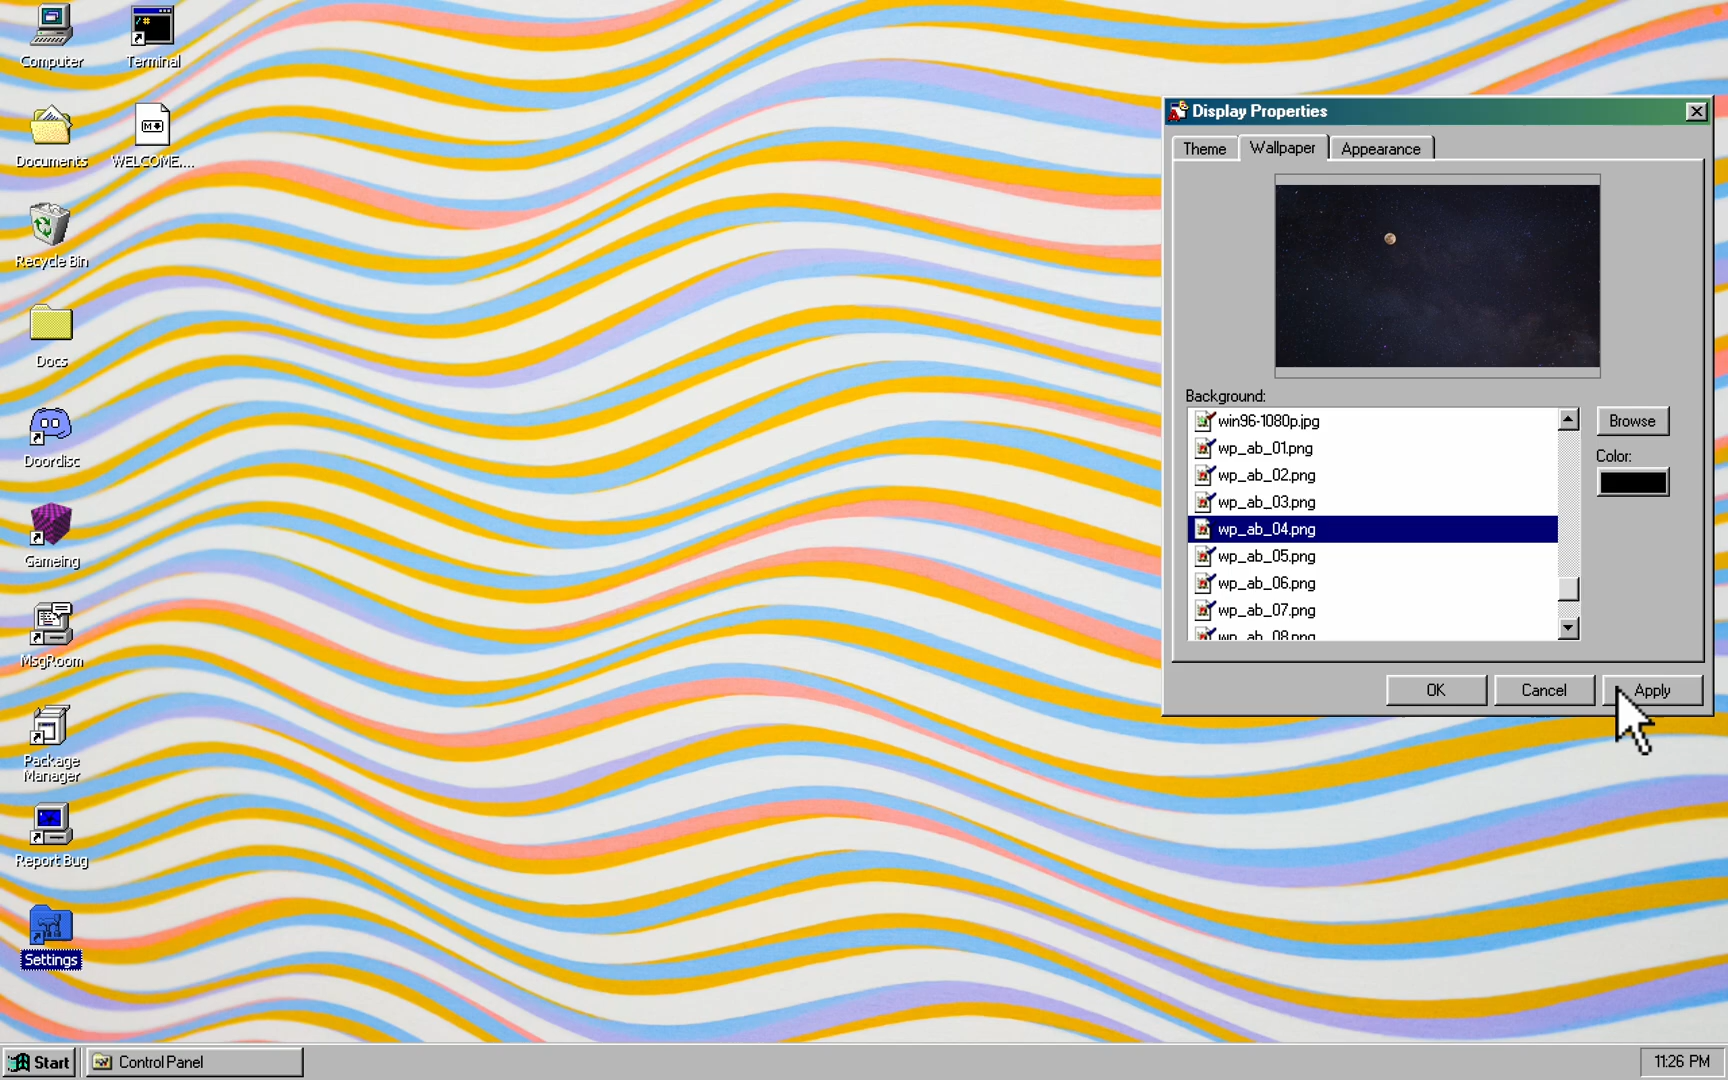 Computer
Terminal
Documents
WELCOME....
Recycle Bin
Docs
Doordisc
Gameing
MsgRoom
Package
Manager
Report Bug
Settings
Display Properties
Theme
Wallpaper
Appearance
Background:
win96-1080p.jpg
wp_ab_01.png
wp_ab_02.png
wp_ab_03.png
wp_ab_04.png
wp_ab_05.png
wp_ab_06.png
wp_ab_07.png
wp_ab_08.png
Browse
Color:
OK
Cancel
Apply
Start
Control Panel
11:26 PM